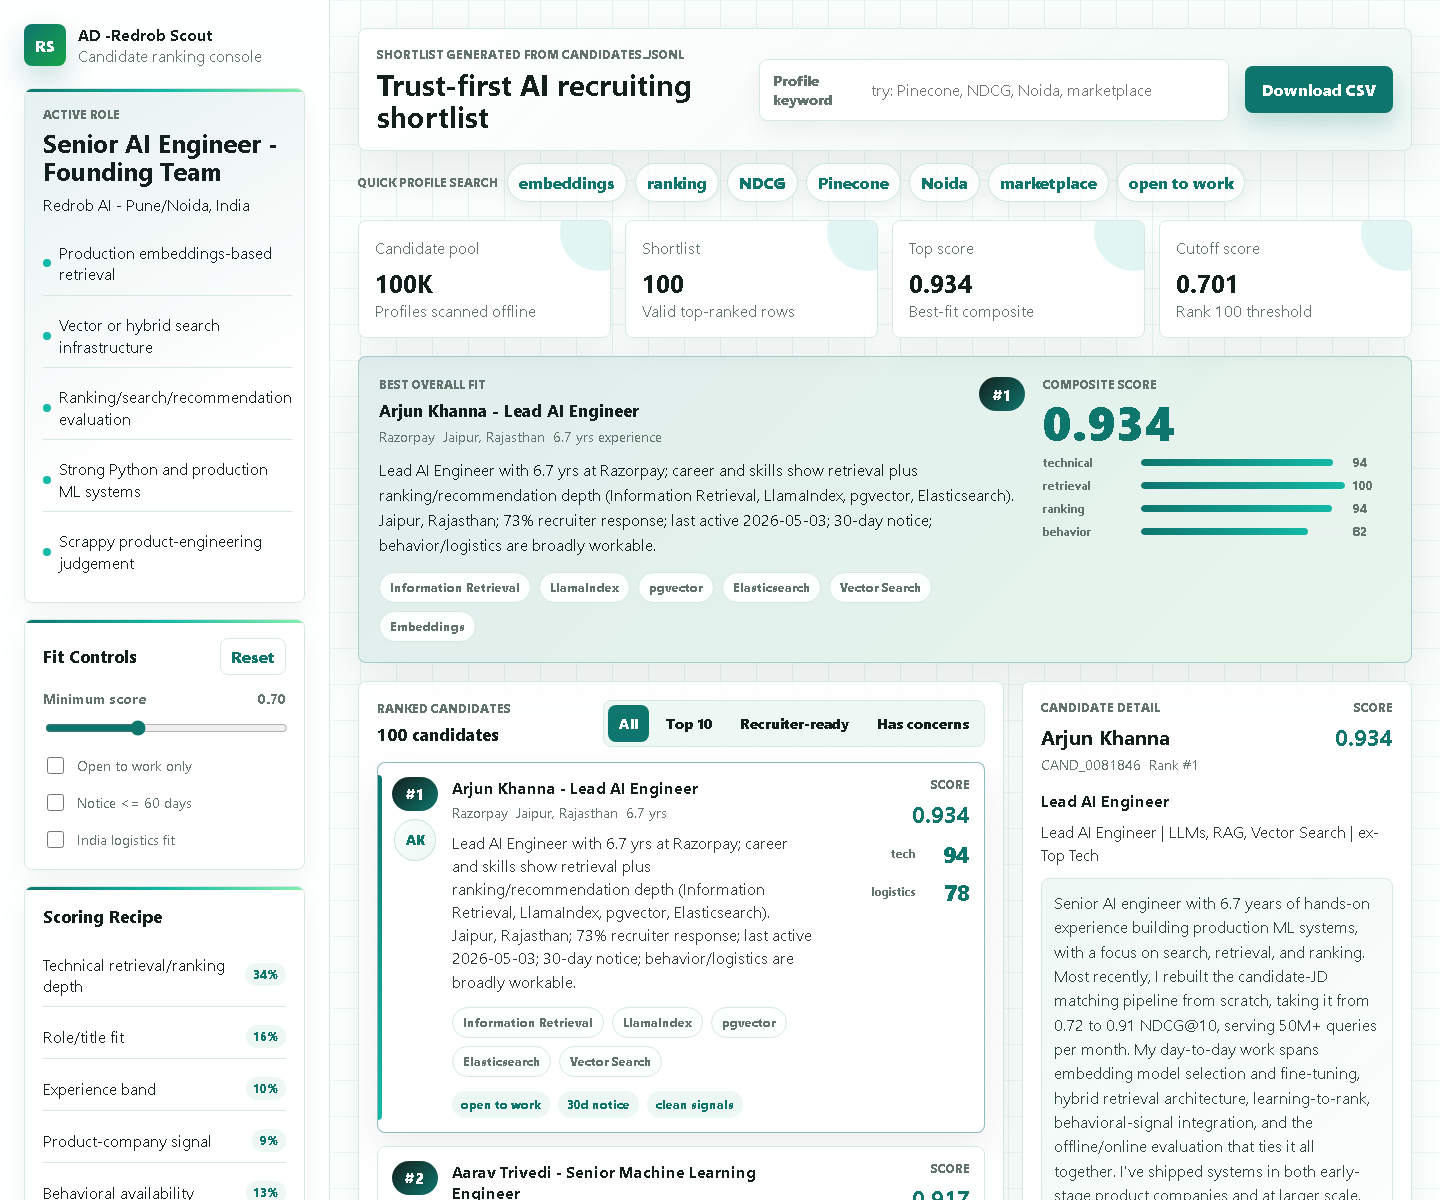 RS
AD -Redrob Scout
Candidate ranking console
ACTIVE ROLE
Senior AI Engineer -
Founding Team
Redrob AI - Pune/Noida, India
Production embeddings-based
retrieval
Vector or hybrid search
infrastructure
Ranking/search/recommendation
evaluation
Strong Python and production
ML systems
Scrappy product-engineering
judgement
Fit Controls
Reset
Minimum score
0.70
Open to work only
Notice <= 60 days
India logistics fit
Scoring Recipe
Technical retrieval/ranking
depth
34%
Role/title fit
16%
Experience band
10%
Product-company signal
9%
Behavioral availability
13%
SHORTLIST GENERATED FROM CANDIDATES.JSONL
Trust-first AI recruiting
shortlist
Profile
keyword
try: Pinecone, NDCG, Noida, marketplace
Download CSV
QUICK PROFILE SEARCH
embeddings
ranking
NDCG
Pinecone
Noida
marketplace
open to work
Candidate pool
100K
Profiles scanned offline
Shortlist
100
Valid top-ranked rows
Top score
0.934
Best-fit composite
Cutoff score
0.701
Rank 100 threshold
BEST OVERALL FIT
Arjun Khanna - Lead AI Engineer
Razorpay Jaipur, Rajasthan 6.7 yrs experience
Lead AI Engineer with 6.7 yrs at Razorpay; career and skills show retrieval plus
ranking/recommendation depth (Information Retrieval, LlamaIndex, pgvector, Elasticsearch).
Jaipur, Rajasthan; 73% recruiter response; last active 2026-05-03; 30-day notice;
behavior/logistics are broadly workable.
Information Retrieval
LlamaIndex
pgvector
Elasticsearch
Vector Search
Embeddings
#1
COMPOSITE SCORE
0.934
technical
94
retrieval
100
ranking
94
behavior
82
RANKED CANDIDATES
100 candidates
All
Top 10
Recruiter-ready
Has concerns
#1
AK
Arjun Khanna - Lead AI Engineer
Razorpay Jaipur, Rajasthan 6.7 yrs
Lead AI Engineer with 6.7 yrs at Razorpay; career
and skills show retrieval plus
ranking/recommendation depth (Information
Retrieval, LlamaIndex, pgvector, Elasticsearch).
Jaipur, Rajasthan; 73% recruiter response; last active
2026-05-03; 30-day notice; behavior/logistics are
broadly workable.
Information Retrieval
LlamaIndex
pgvector
Elasticsearch
Vector Search
open to work
30d notice
clean signals
SCORE
0.934
tech
94
logistics
78
#2
Aarav Trivedi - Senior Machine Learning
Engineer
SCORE
0.917
CANDIDATE DETAIL
SCORE
Arjun Khanna
0.934
CAND_0081846 Rank #1
Lead AI Engineer
Lead AI Engineer | LLMs, RAG, Vector Search | ex-
Top Tech
Senior AI engineer with 6.7 years of hands-on
experience building production ML systems,
with a focus on search, retrieval, and ranking.
Most recently, I rebuilt the candidate-JD
matching pipeline from scratch, taking it from
0.72 to 0.91 NDCG@10, serving 50M+ queries
per month. My day-to-day work spans
embedding model selection and fine-tuning,
hybrid retrieval architecture, learning-to-rank,
behavioral-signal integration, and the
offline/online evaluation that ties it all
together. I've shipped systems in both early-
stage product companies and at larger scale.